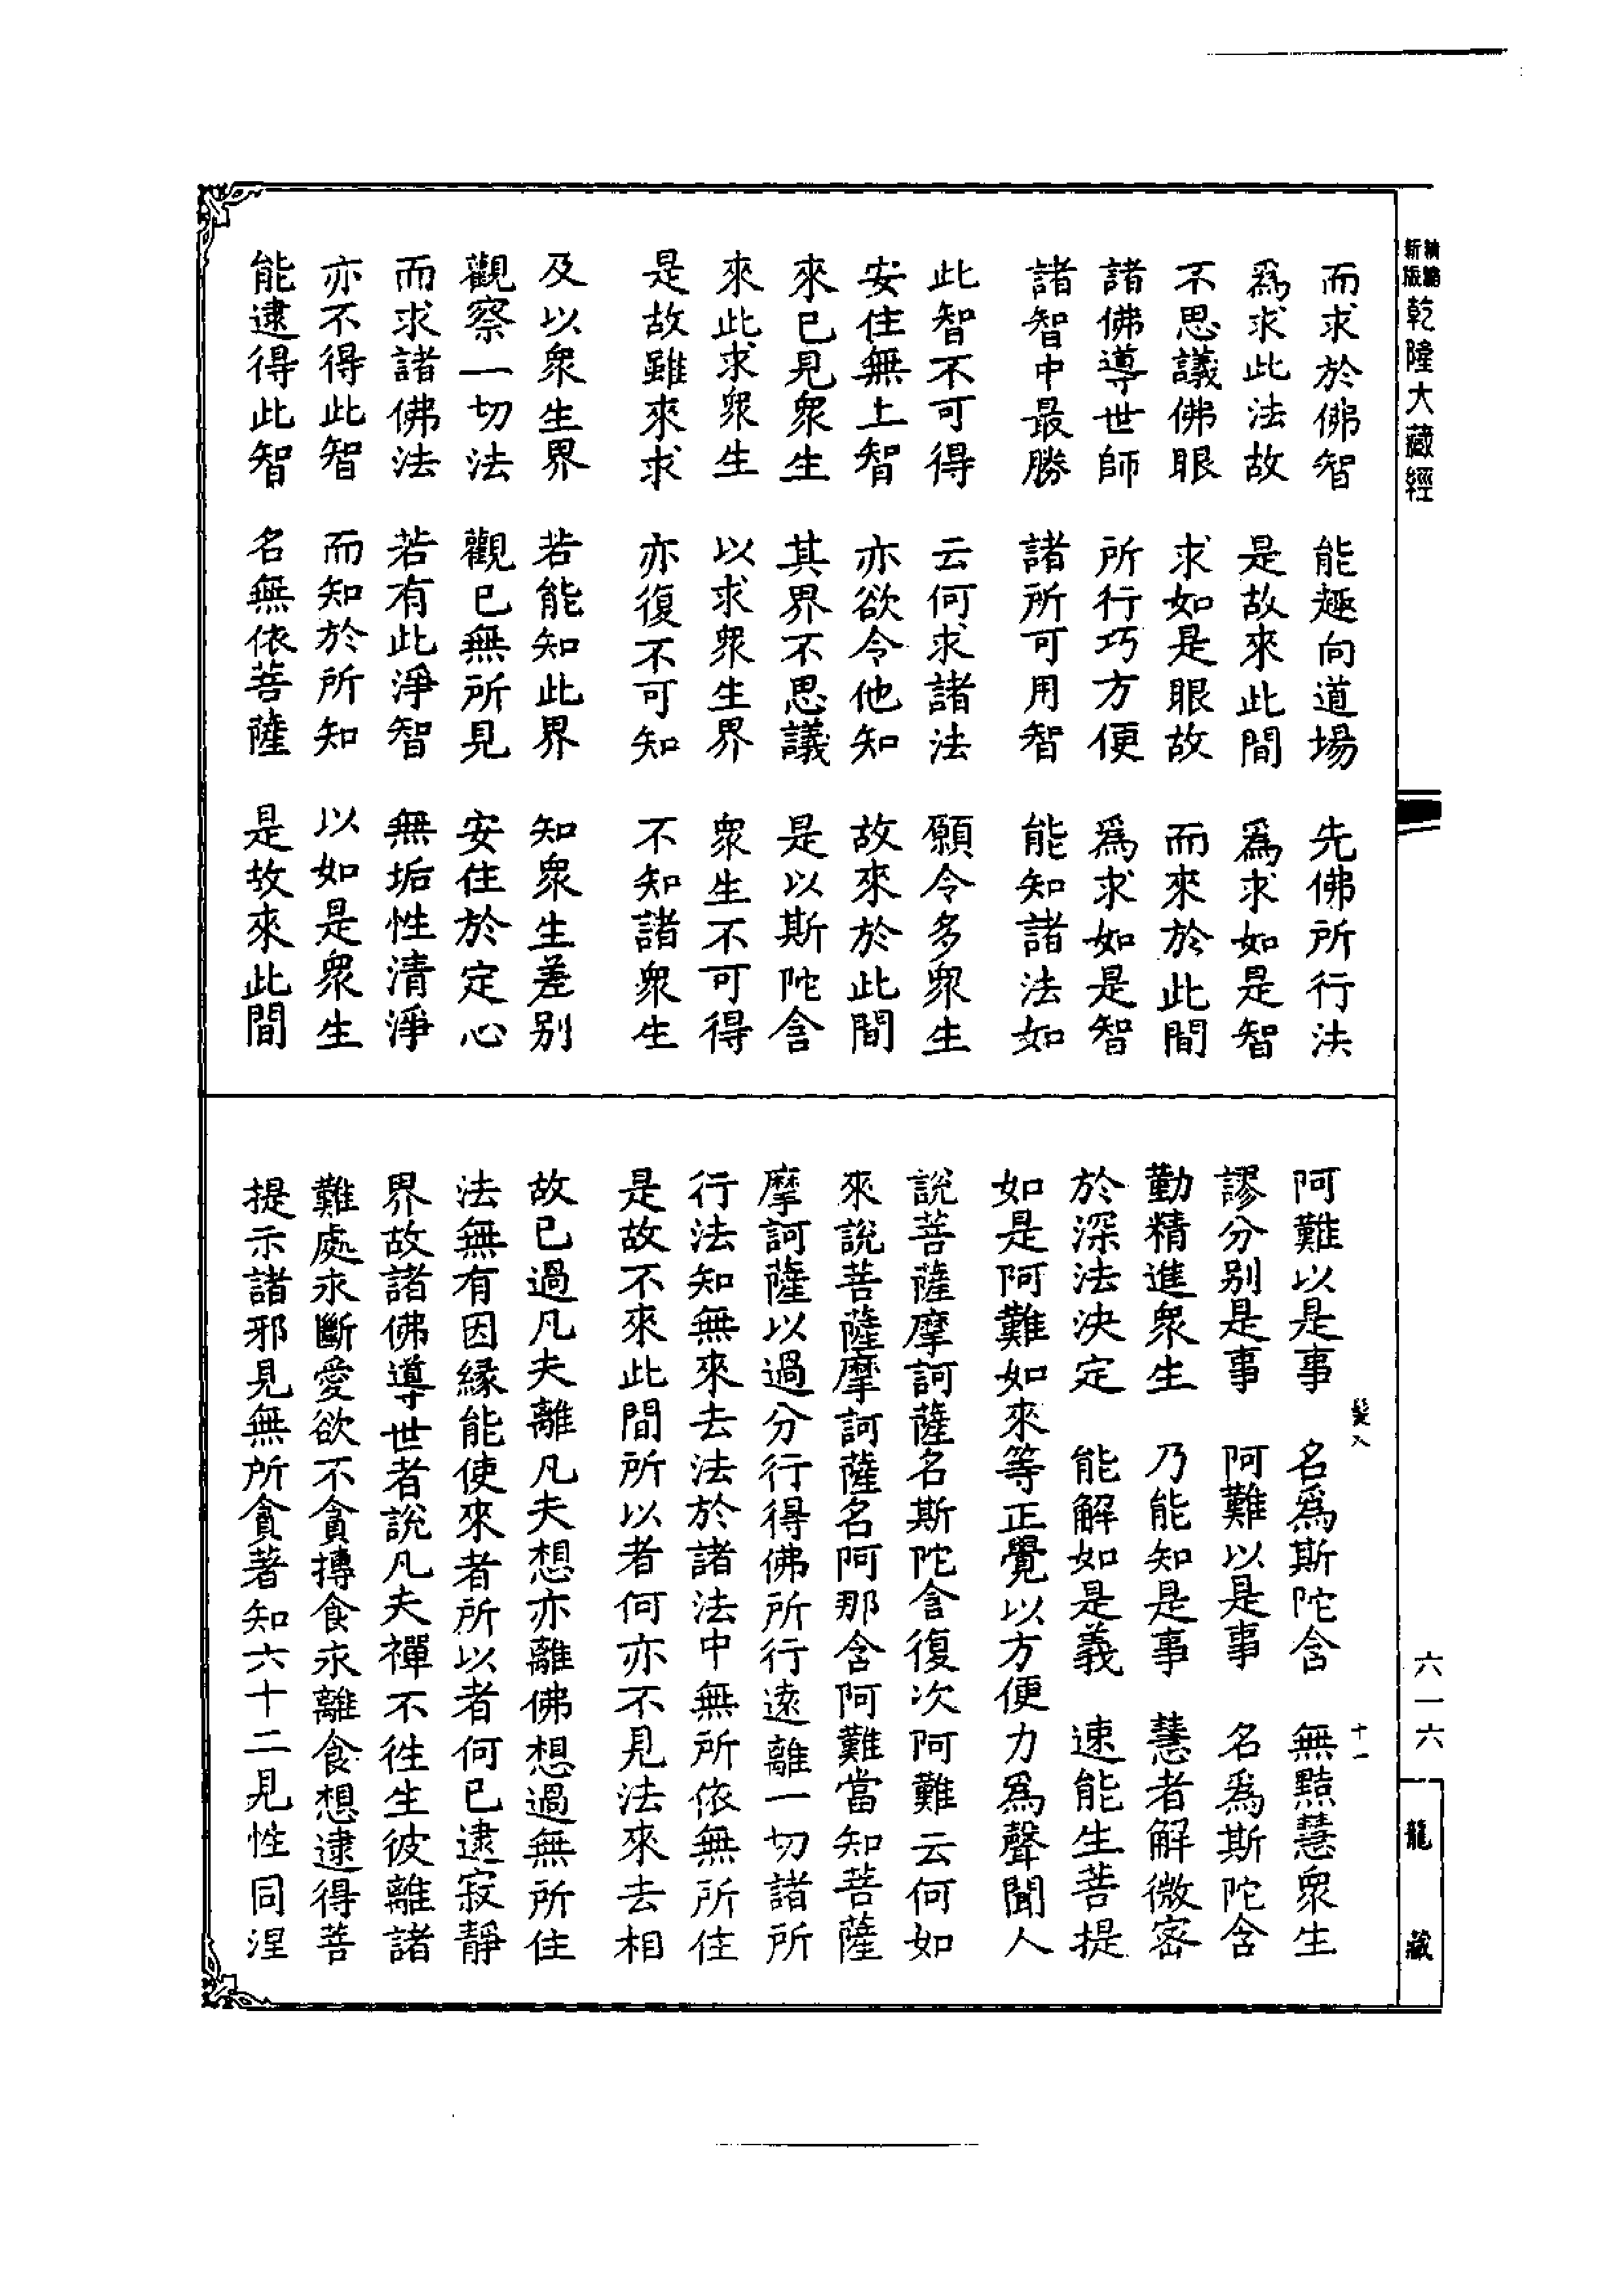 精縮
新版
乾隆大藏經
而求於佛智　能趣向道場　先佛所行法
爲求此法故　是故來此間　爲求如是智
不思議佛眼　求如是眼故　而來於此間
諸佛導世師　所行巧方便　爲求如是智
諸智中最勝　諸所可用智　能知諸法如
此智不可得　云何求諸法　願令多衆生
安住無上智　亦欲令他知　故來於此間
來已見衆生　其界不思議　是以斯陀含
來此求衆生　以求衆生界　衆生不可得
是故雖來求　亦復不可知　不知諸衆生
及以衆生界　若能知此界　知衆生差別
觀察一切法　觀已無所見　安住於定心
而求諸佛法　若有此淨智　無垢性清淨
亦不得此智　而知於所知　以如是衆生
能逮得此智　名無依菩薩　是故來此間
髮八　十一
阿難以是事　名爲斯陀含　無黠慧衆生
謬分別是事　阿難以是事　名爲斯陀含
勤精進衆生　乃能知是事　慧者解微密
於深法決定　能解如是義　速能生菩提
如是阿難如來等正覺以方便力爲聲聞人
說菩薩摩訶薩名斯陀含復次阿難云何如
來說菩薩摩訶薩名阿那含阿難當知菩薩
摩訶薩以過分行得佛所行遠離一切諸所
行法知無來去法於諸法中無所依無所住
是故不來此間所以者何亦不見法來去相
故已過凡夫離凡夫想亦離佛想過無所住
法無有因緣能使來者所以者何已逮寂靜
界故諸佛導世者說凡夫禪不徃生彼離諸
難處永斷愛欲不貪摶食永離食想逮得菩
提示諸邪見無所貪著知六十二見性同涅
六一六
龍藏